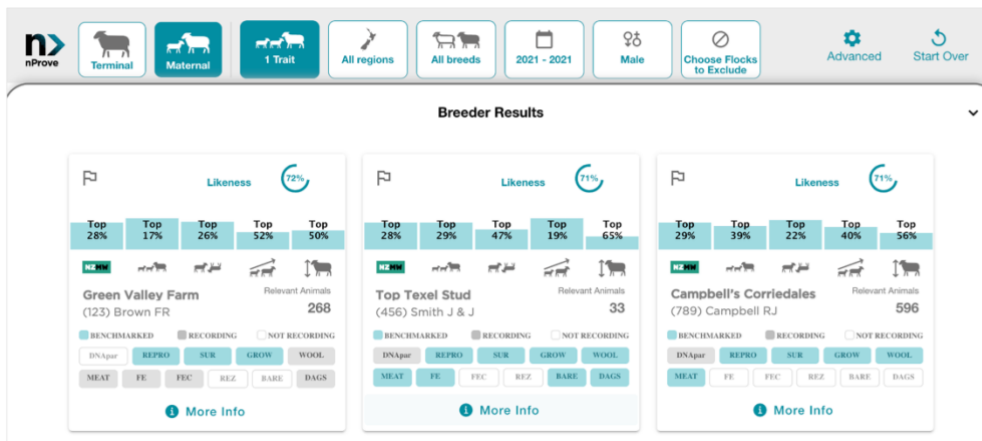 n>
nProve
Terminal
Maternal
1 Trait
All regions
All breeds
2021 - 2021
Male
Choose Flocks
to Exclude
Advanced
Start Over
Breeder Results
Likeness 72%
Top 28% Top 17% Top 26% Top 52% Top 50%
NZMW
Green Valley Farm
(123) Brown FR
Relevant Animals
268
BENCHMARKED RECORDING NOT RECORDING
DNApar REPRO SUR GROW WOOL
MEAT FE FEC REZ BARE DAGS
More Info
Likeness 71%
Top 28% Top 29% Top 47% Top 19% Top 65%
NZMW
Top Texel Stud
(456) Smith J & J
Relevant Animals
33
BENCHMARKED RECORDING NOT RECORDING
DNApar REPRO SUR GROW WOOL
MEAT FE FEC REZ BARE DAGS
More Info
Likeness 71%
Top 29% Top 39% Top 22% Top 40% Top 56%
NZMW
Campbell's Corriedales
(789) Campbell RJ
Relevant Animals
596
BENCHMARKED RECORDING NOT RECORDING
DNApar REPRO SUR GROW WOOL
MEAT FE FEC REZ BARE DAGS
More Info